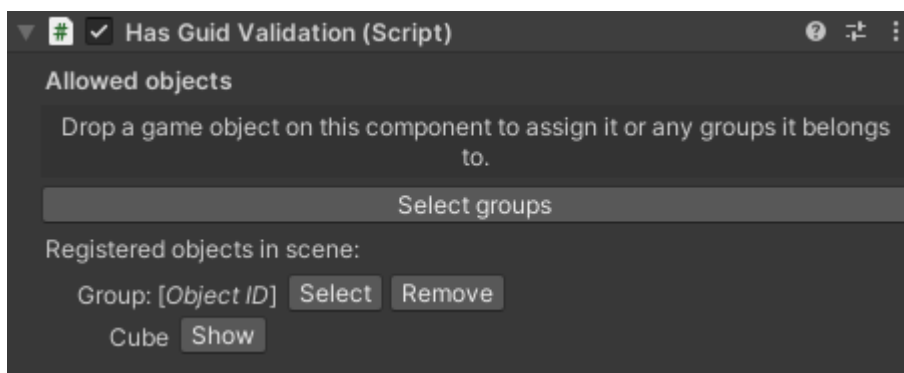 # Has Guid Validation (Script)
Allowed objects
Drop a game object on this component to assign it or any groups it belongs
to.
Select groups
Registered objects in scene:
Group: [Object ID] Select Remove
Cube Show